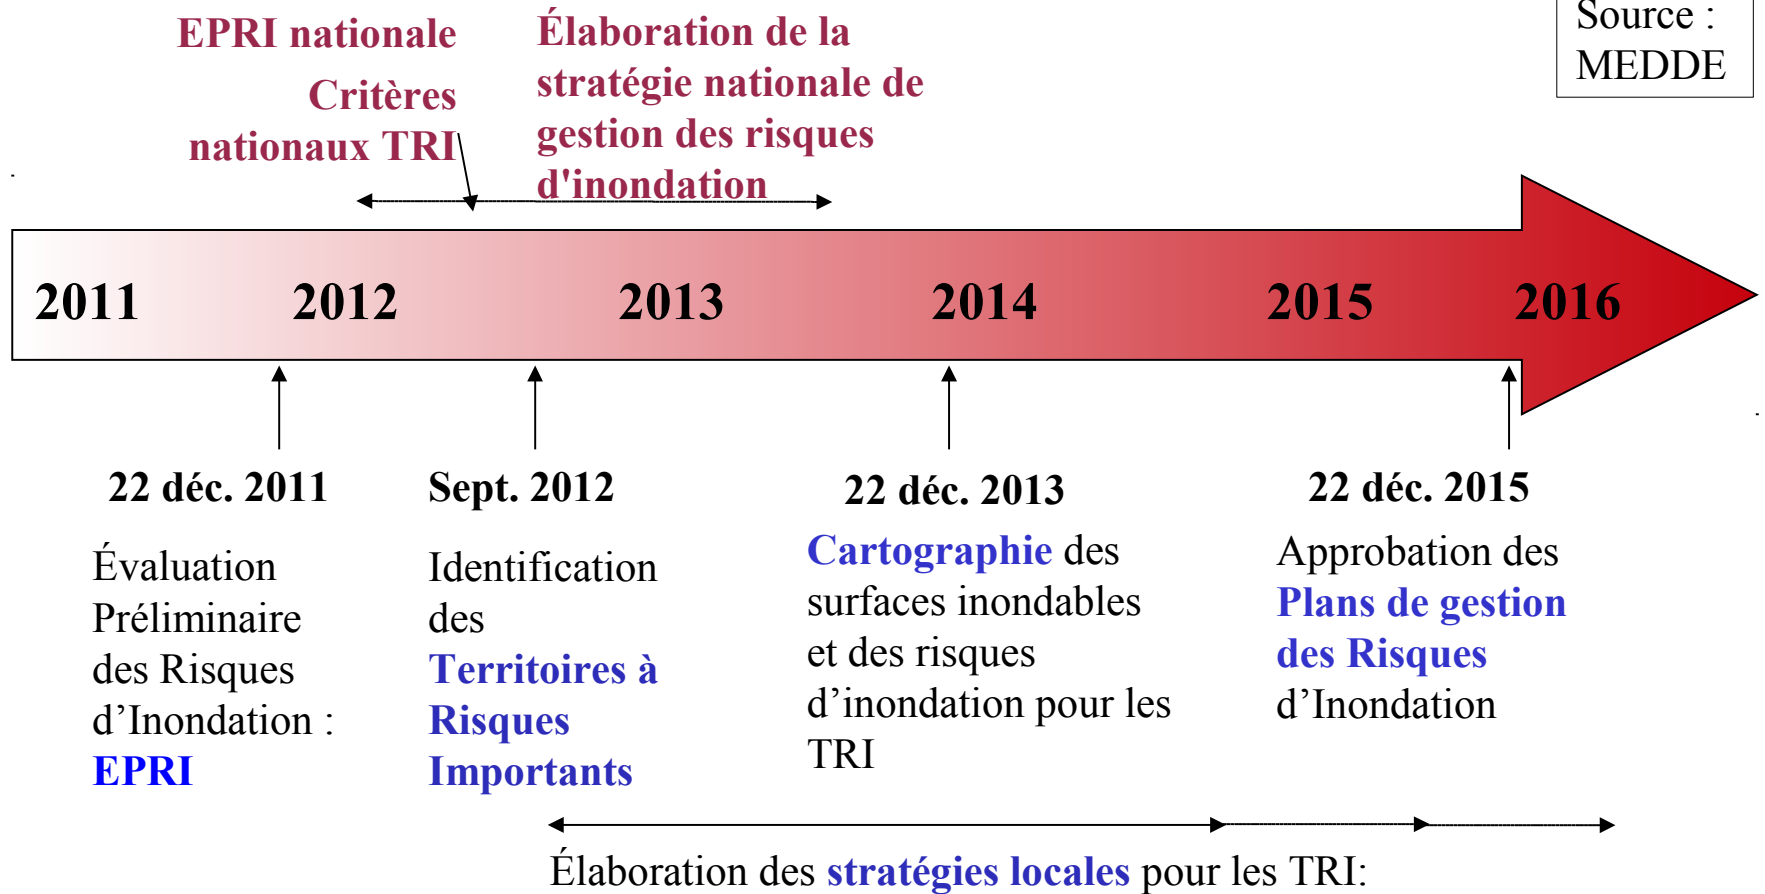 EPRI nationale
Critères
nationaux TRI
Élaboration de la
stratégie nationale de
gestion des risques
d'inondation
Source :
MEDDE
2011
2012
2013
2014
2015
2016
22 déc. 2011
Évaluation
Préliminaire
des Risques
d’Inondation :
EPRI
Sept. 2012
Identification
des
Territoires à
Risques
Importants
22 déc. 2013
Cartographie des
surfaces inondables
et des risques
d’inondation pour les
TRI
22 déc. 2015
Approbation des
Plans de gestion
des Risques
d’Inondation
Élaboration des stratégies locales pour les TRI: